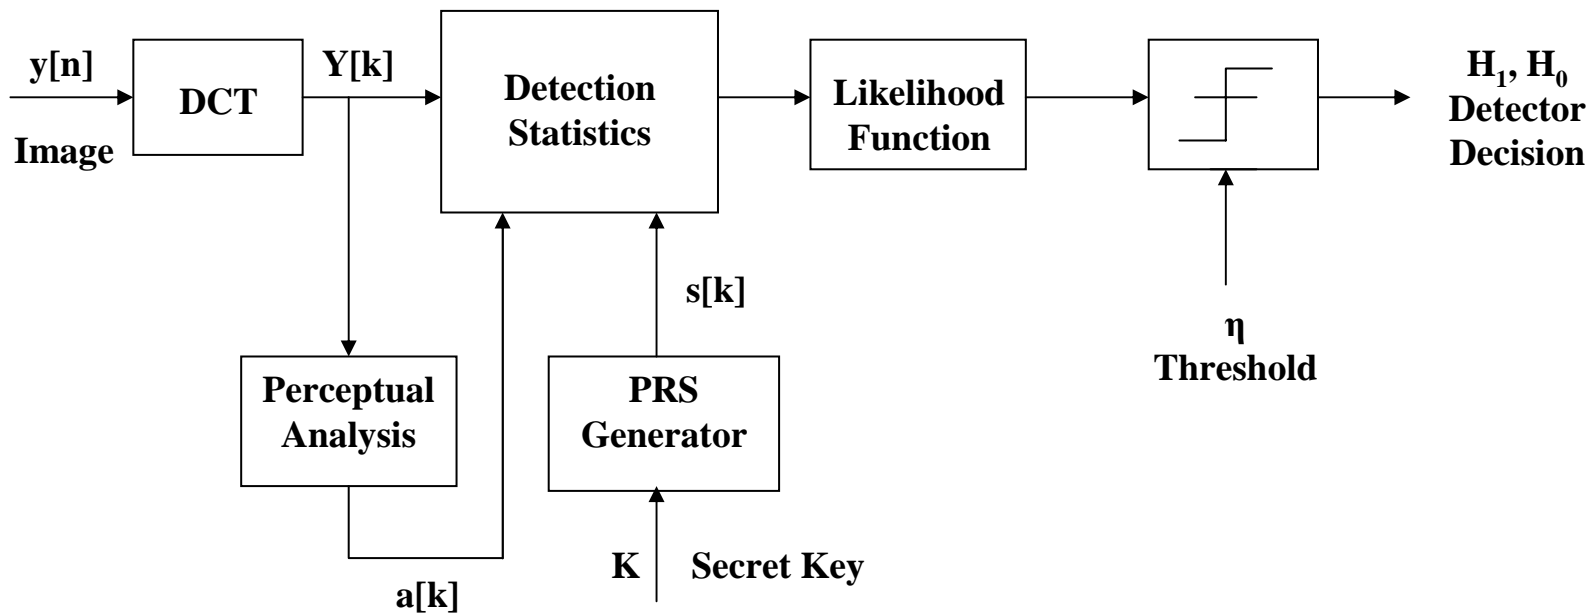 y[n]
Image
DCT
Y[k]
Detection
Statistics
Likelihood
Function
H₁, H₀
Detector
Decision
s[k]
η
Threshold
Perceptual
Analysis
PRS
Generator
a[k]
K
Secret Key